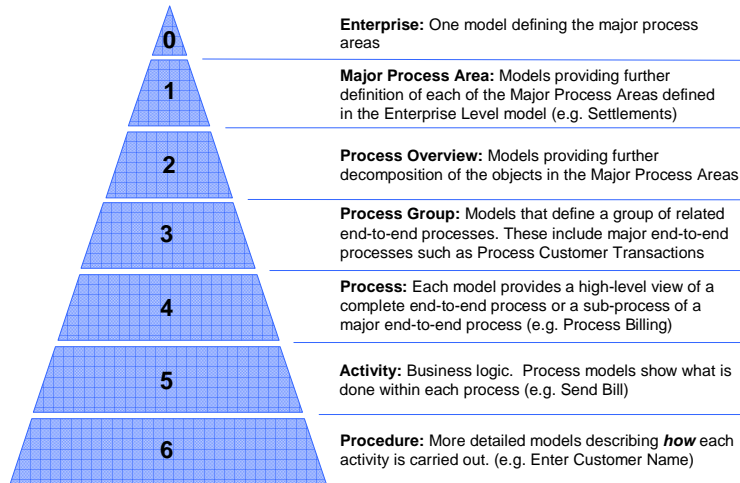 0
Enterprise: One model defining the major process
areas
1
Major Process Area: Models providing further
definition of each of the Major Process Areas defined
in the Enterprise Level model (e.g. Settlements)
2
Process Overview: Models providing further
decomposition of the objects in the Major Process Areas
3
Process Group: Models that define a group of related
end-to-end processes. These include major end-to-end
processes such as Process Customer Transactions
4
Process: Each model provides a high-level view of a
complete end-to-end process or a sub-process of a
major end-to-end process (e.g. Process Billing)
5
Activity: Business logic.  Process models show what is
done within each process (e.g. Send Bill)
6
Procedure: More detailed models describing how each
activity is carried out. (e.g. Enter Customer Name)